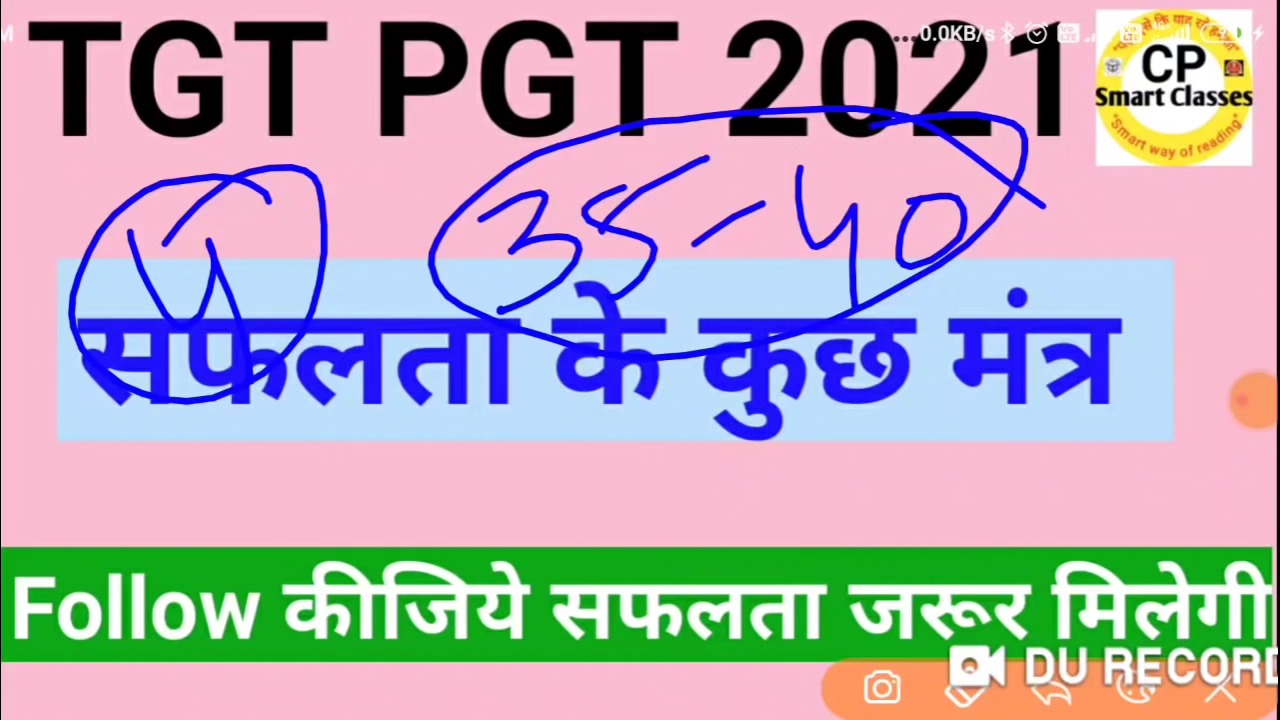 TGT PGT 2021
...0.0KB/s
CP
Smart Classes
"Smart way of reading"
35-40
सफलता के कुछ मंत्र
Follow कीजिये सफलता जरूर मिलेगी
DU RECORD